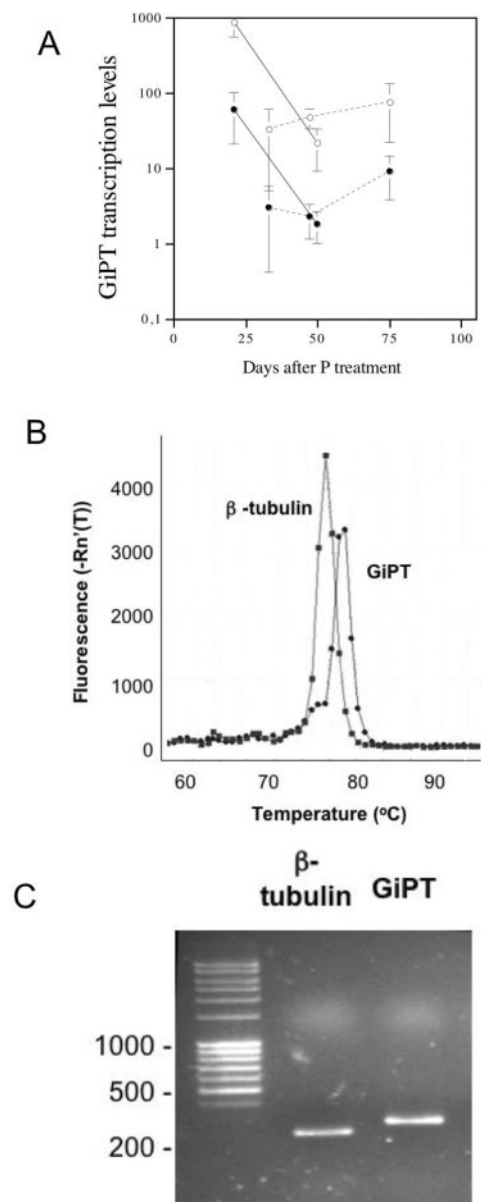 A
1000
100
10
1
0,1
GiPT transcription levels
0 25 50 75 100
Days after P treatment
B
4000
3000
2000
1000
0
Fluorescence (-Rn'(T))
β -tubulin
GiPT
60 70 80 90
Temperature (ºC)
C
β-
tubulin GiPT
1000 -
500 -
200 -